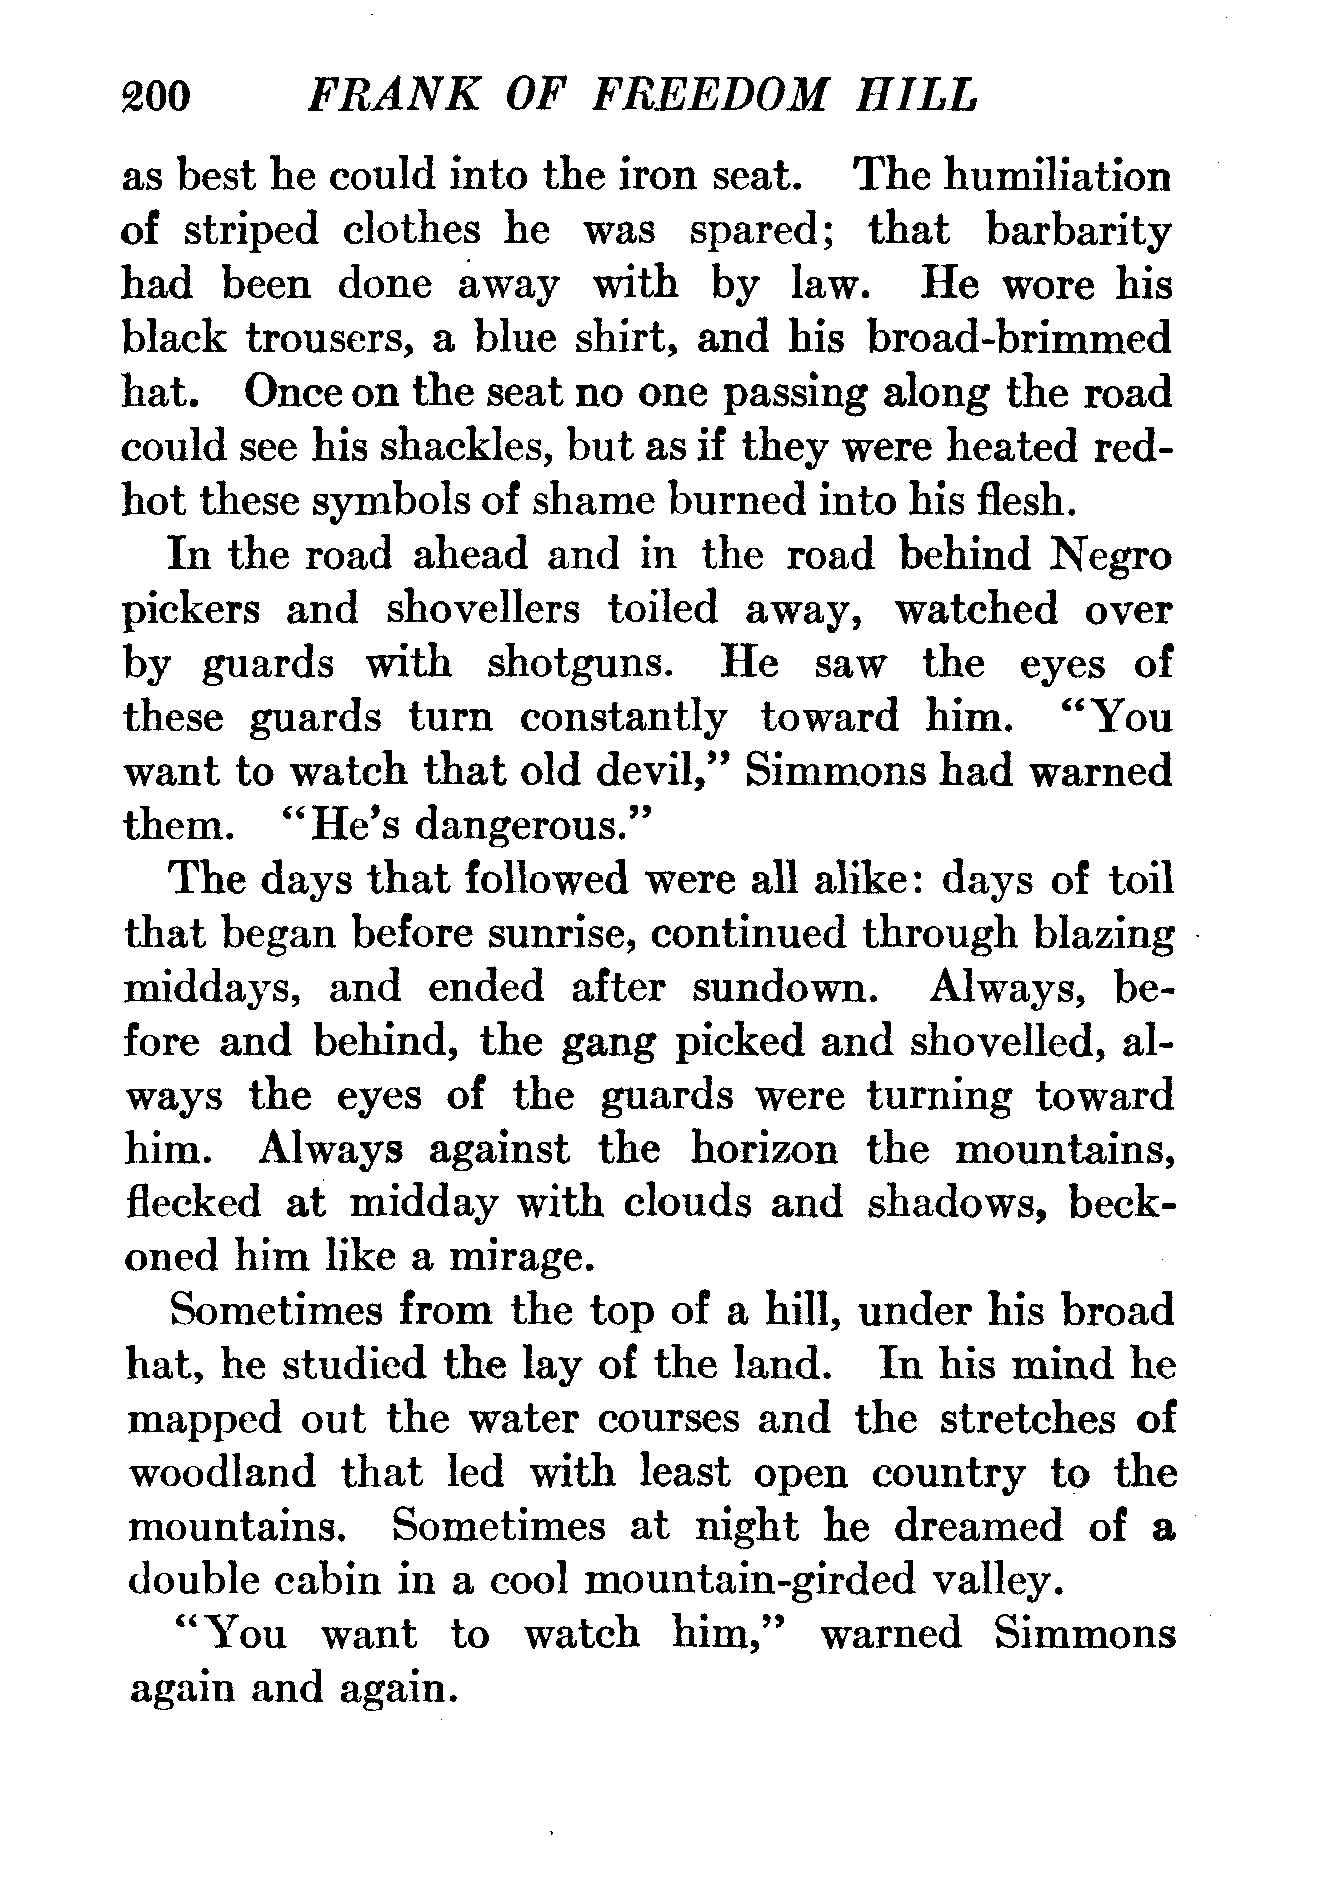 200 FRANK OF FREEDOM HILL
as best he could into the iron seat. The humiliation
of striped clothes he was spared; that barbarity
had been done away with by law. He wore his
black trousers, a blue shirt, and his broad-brimmed
hat. Once on the seat no one passing along the road
could see his shackles, but as if they were heated red-
hot these symbols of shame burned into his flesh.
In the road ahead and in the road behind Negro
pickers and shovellers toiled away, watched over
by guards with shotguns. He saw the eyes of
these guards turn constantly toward him. “You
want to watch that old devil,” Simmons had warned
them. “He’s dangerous.”
The days that followed were all alike: days of toil
that began before sunrise, continued through blazing
middays, and ended after sundown. Always, be-
fore and behind, the gang picked and shovelled, al-
ways the eyes of the guards were turning toward
him. Always against the horizon the mountains,
flecked at midday with clouds and shadows, beck-
oned him like a mirage.
Sometimes from the top of a hill, under his broad
hat, he studied the lay of the land. In his mind he
mapped out the water courses and the stretches of
woodland that led with least open country to the
mountains. Sometimes at night he dreamed of a
double cabin in a cool mountain-girded valley.
“You want to watch him,” warned Simmons
again and again.